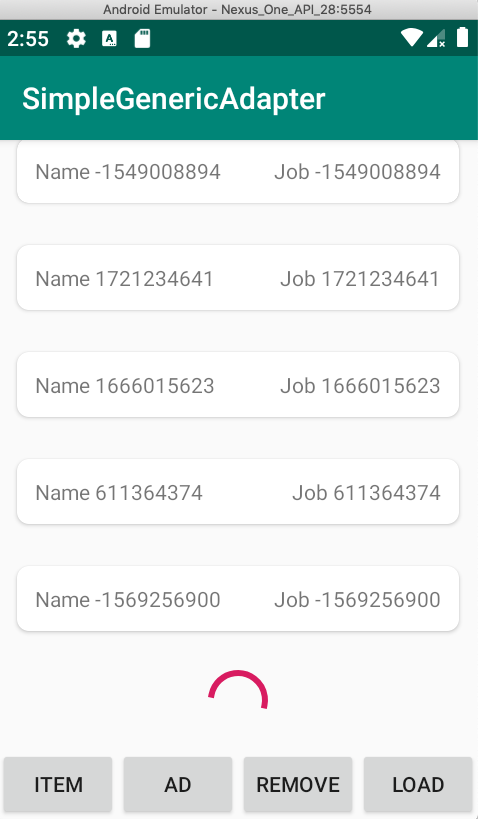 Android Emulator - Nexus_One_API_28:5554
2:55 A
SimpleGenericAdapter
Name -1549008894 Job -1549008894
Name 1721234641 Job 1721234641
Name 1666015623 Job 1666015623
Name 611364374 Job 611364374
Name -1569256900 Job -1569256900
ITEM AD REMOVE LOAD